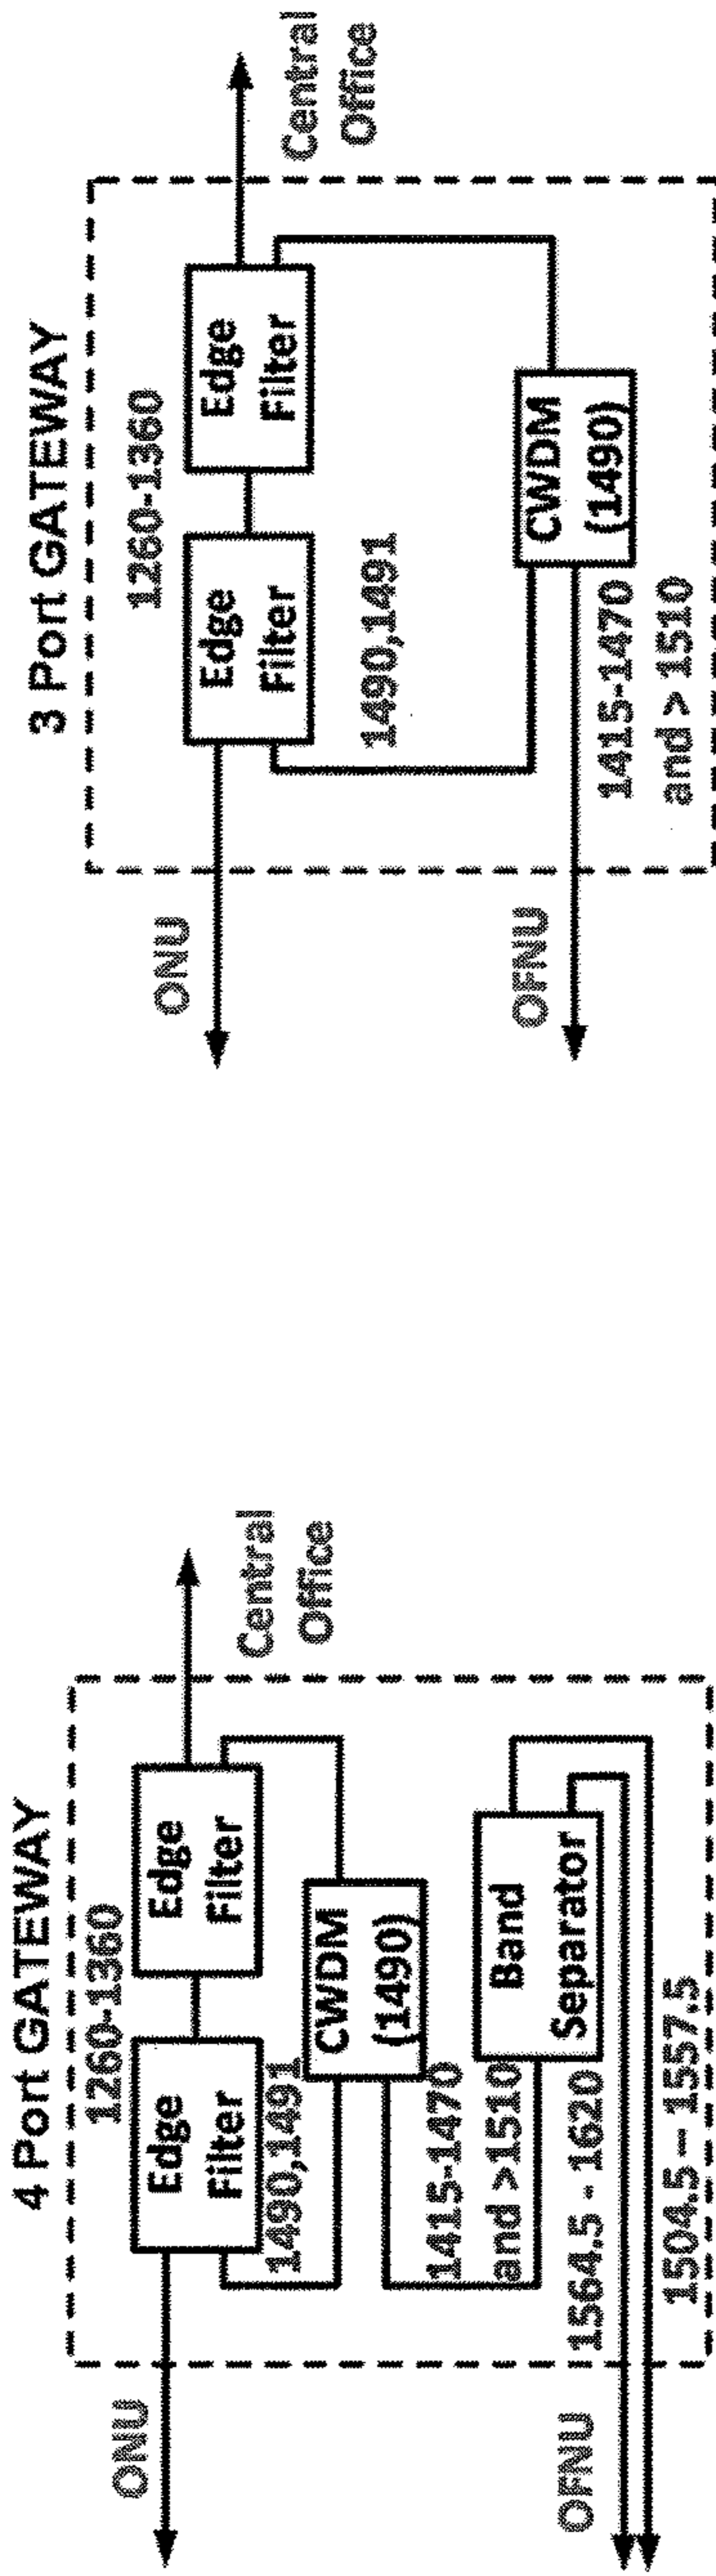 4 Port GATEWAY
1260-1360
ONU
Edge
Filter
Edge
Filter
Central
Office
1490,1491
CWDM
(1490)
1415-1470
and >1510
Band
Separator
1564.5 - 1620
OFNU
1504.5 – 1557.5
3 Port GATEWAY
1260-1360
ONU
Edge
Filter
Edge
Filter
Central
Office
1490,1491
CWDM
(1490)
OFNU
1415-1470
and > 1510